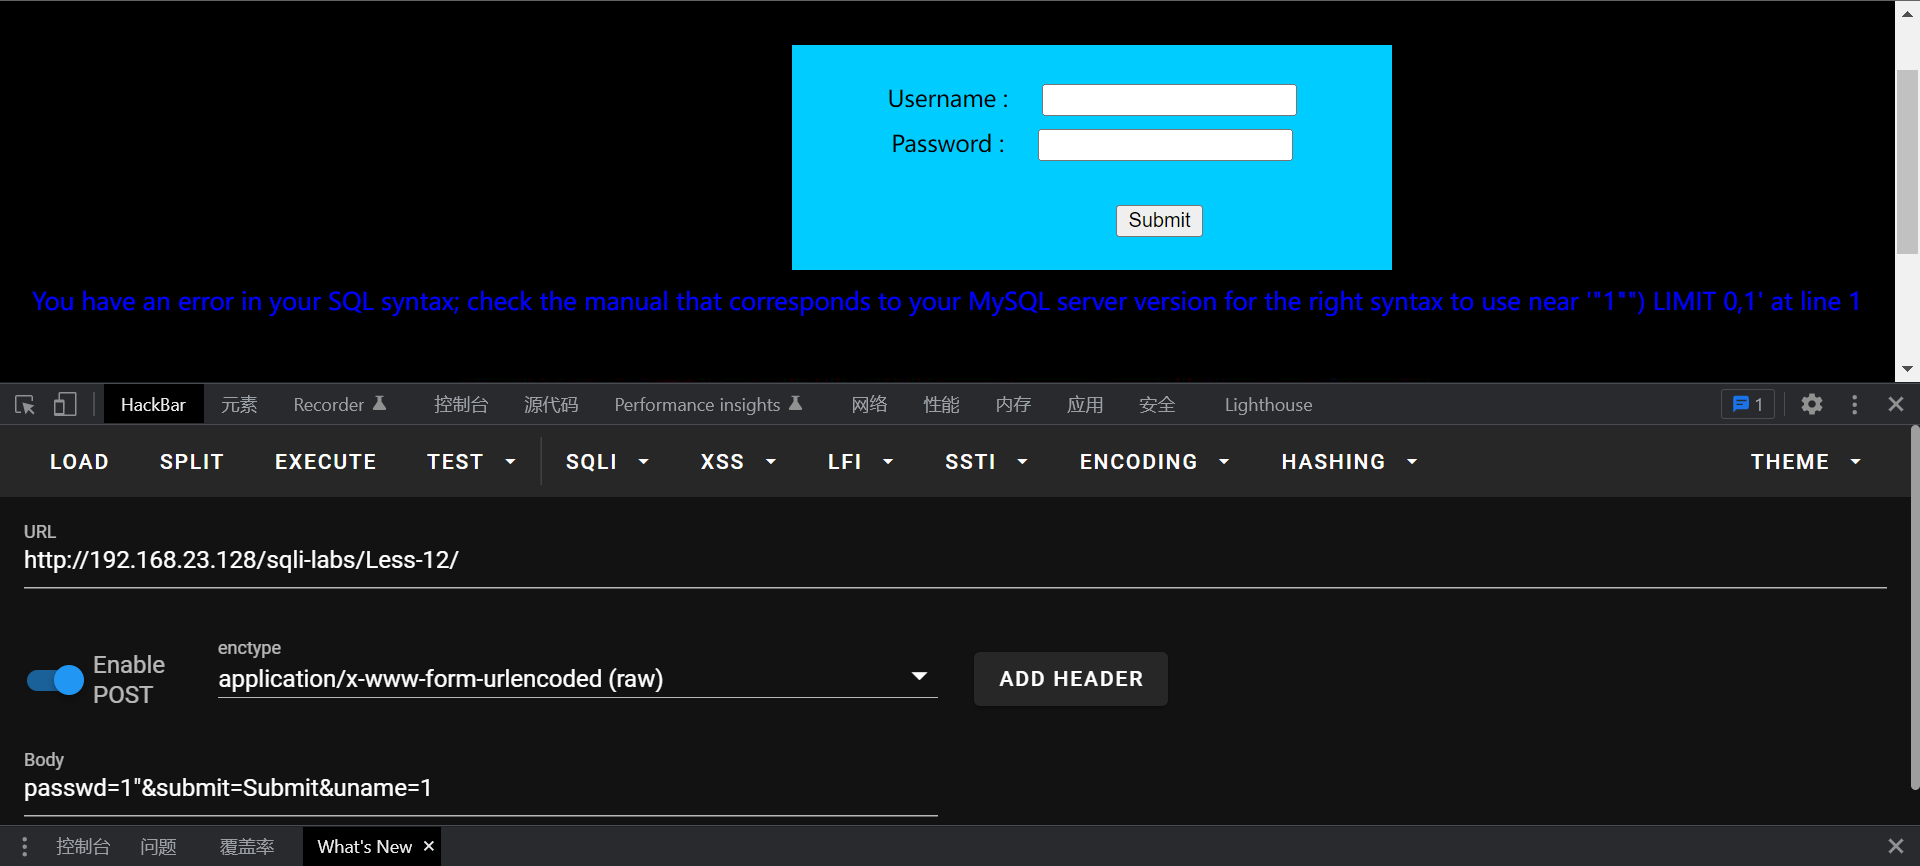 Username :
Password :
Submit
You have an error in your SQL syntax; check the manual that corresponds to your MySQL server version for the right syntax to use near '"1"") LIMIT 0,1' at line 1
HackBar 元素 Recorder 控制台 源代码 Performance insights 网络 性能 内存 应用 安全 Lighthouse 1
LOAD SPLIT EXECUTE TEST SQLI XSS LFI SSTI ENCODING HASHING THEME
URL
http://192.168.23.128/sqli-labs/Less-12/
Enable
POST
enctype
application/x-www-form-urlencoded (raw)
ADD HEADER
Body
passwd=1"&submit=Submit&uname=1
控制台 问题 覆盖率 What's New ×